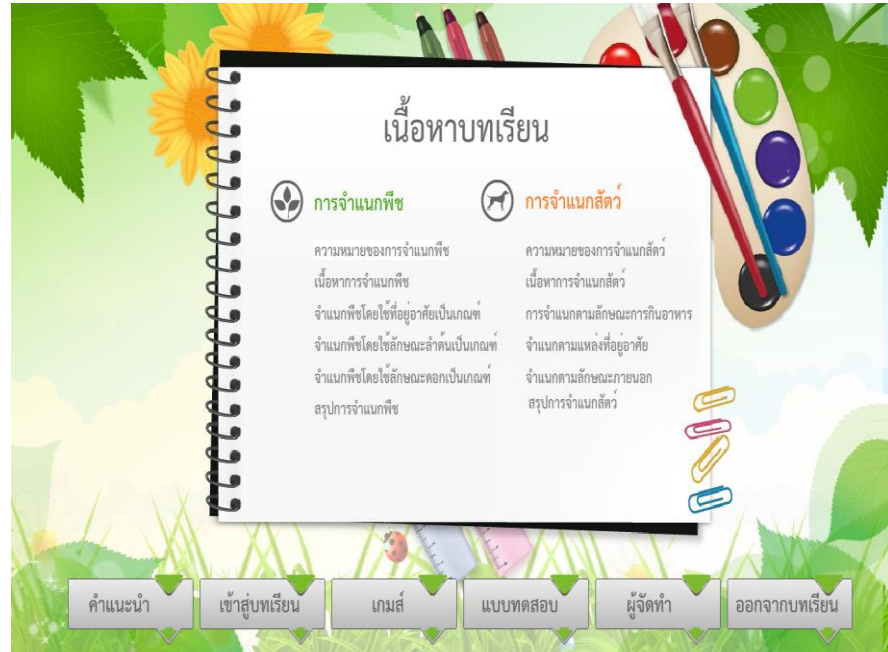 เนื้อหาบทเรียน
การจำแนกพืช
ความหมายของการจำแนกพืช
เนื้อหาการจำแนกพืช
จำแนกพืชโดยใช้ที่อยู่อาศัยเป็นเกณฑ์
จำแนกพืชโดยใช้ลักษณะลำต้นเป็นเกณฑ์
จำแนกพืชโดยใช้ลักษณะดอกเป็นเกณฑ์
สรุปการจำแนกพืช
การจำแนกสัตว์
ความหมายของการจำแนกสัตว์
เนื้อหาการจำแนกสัตว์
การจำแนกตามลักษณะการกินอาหาร
จำแนกตามแหล่งที่อยู่อาศัย
จำแนกตามลักษณะภายนอก
สรุปการจำแนกสัตว์
คำแนะนำ
เข้าสู่บทเรียน
เกมส์
แบบทดสอบ
ผู้จัดทำ
ออกจากบทเรียน